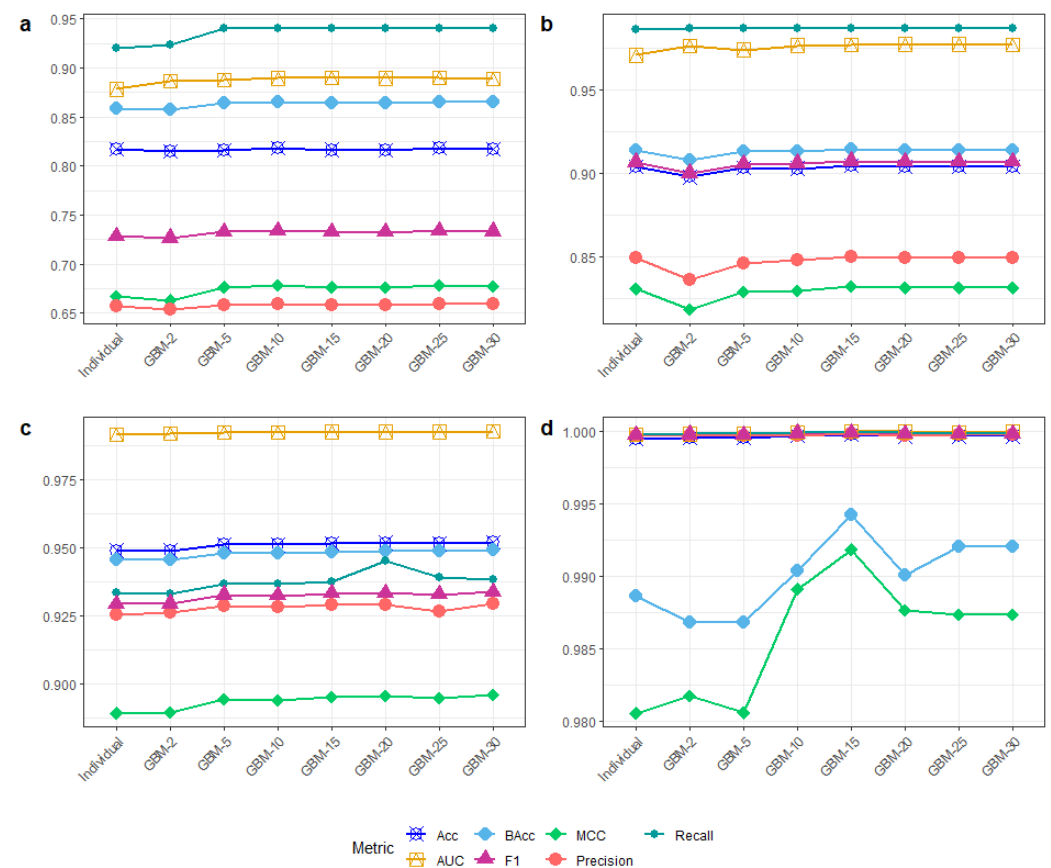 a
0.95
0.90
0.85
0.80
0.75
0.70
0.65
Individual
GBM-2
GBM-5
GBM-10
GBM-15
GBM-20
GBM-25
GBM-30
b
0.95
0.90
0.85
Individual
GBM-2
GBM-5
GBM-10
GBM-15
GBM-20
GBM-25
GBM-30
c
0.975
0.950
0.925
0.900
Individual
GBM-2
GBM-5
GBM-10
GBM-15
GBM-20
GBM-25
GBM-30
d
1.000
0.995
0.990
0.985
0.980
Individual
GBM-2
GBM-5
GBM-10
GBM-15
GBM-20
GBM-25
GBM-30
Metric
Acc BAcc MCC Recall
AUC F1 Precision